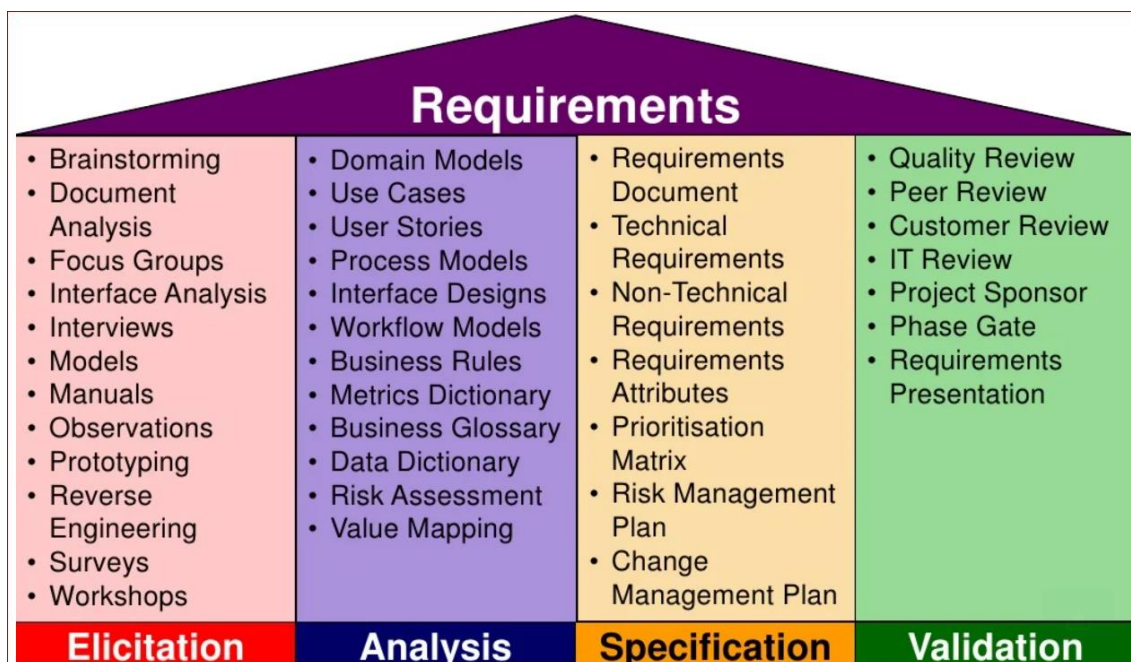 Requirements
• Brainstorming
• Document
Analysis
• Focus Groups
• Interface Analysis
• Interviews
• Models
• Manuals
• Observations
• Prototyping
• Reverse
Engineering
• Surveys
• Workshops
Elicitation
• Domain Models
• Use Cases
• User Stories
• Process Models
• Interface Designs
• Workflow Models
• Business Rules
• Metrics Dictionary
• Business Glossary
• Data Dictionary
• Risk Assessment
• Value Mapping
Analysis
• Requirements
Document
• Technical
Requirements
• Non-Technical
Requirements
• Requirements
Attributes
• Prioritisation
Matrix
• Risk Management
Plan
• Change
Management Plan
Specification
• Quality Review
• Peer Review
• Customer Review
• IT Review
• Project Sponsor
• Phase Gate
• Requirements
Presentation
Validation